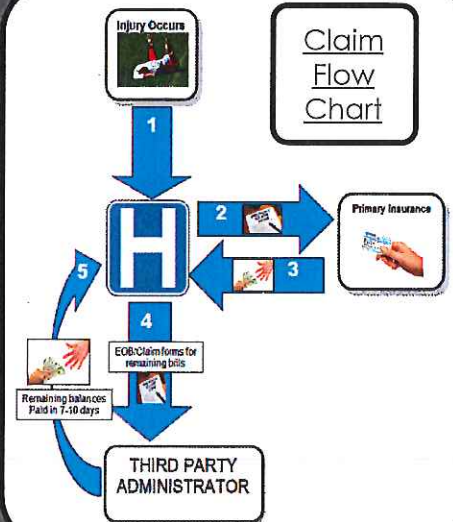 Injury Occurs
Claim
Flow
Chart
1
H
2
Primary Insurance
3
5
4
EOB/Claim forms for
remaining bills
Remaining balances
Paid in 7-10 days
THIRD PARTY
ADMINISTRATOR